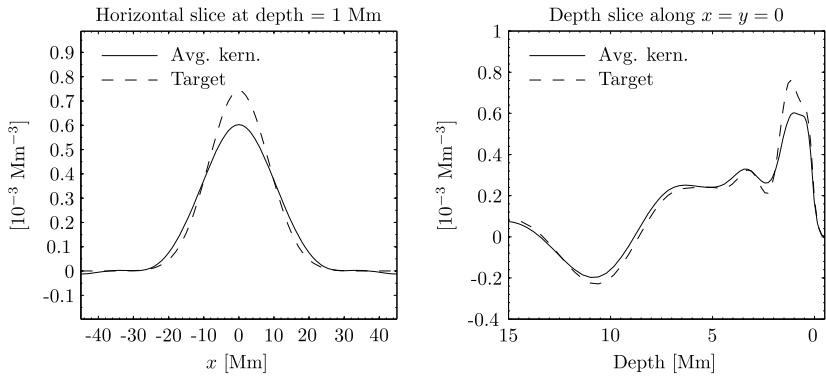 Horizontal slice at depth = 1 Mm
Avg. kern.
Target
[10⁻³ Mm⁻³]
0.9
0.8
0.7
0.6
0.5
0.4
0.3
0.2
0.1
0
-0.1
-40 -30 -20 -10 0 10 20 30 40
x [Mm]
Depth slice along x = y = 0
Avg. kern.
Target
[10⁻³ Mm⁻³]
1
0.8
0.6
0.4
0.2
0
-0.2
-0.4
15 10 5 0
Depth [Mm]